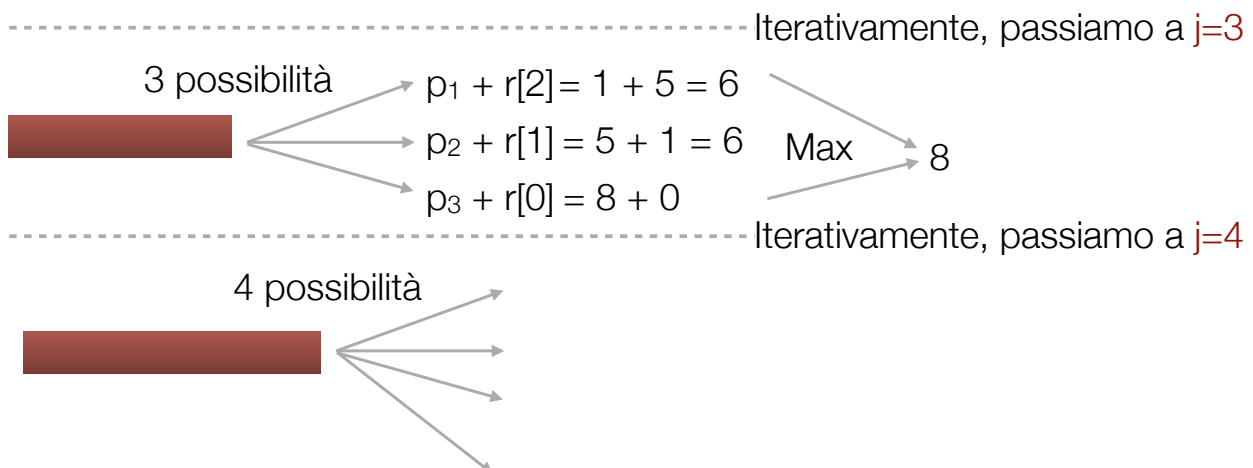 Iterativamente, passiamo a j=3
3 possibilità
p₁ + r[2] = 1 + 5 = 6
p₂ + r[1] = 5 + 1 = 6
Max
8
p₃ + r[0] = 8 + 0
Iterativamente, passiamo a j=4
4 possibilità